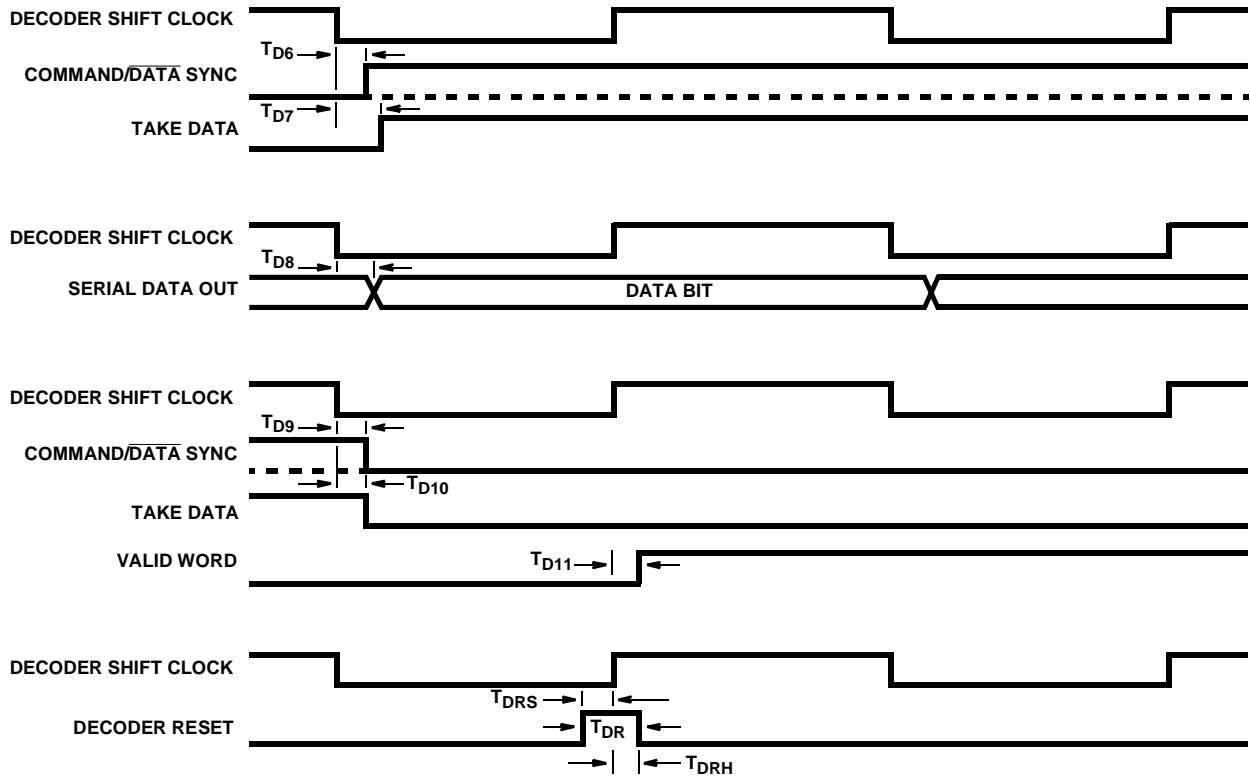 DECODER SHIFT CLOCK
TD6
COMMAND/DATA SYNC
TD7
TAKE DATA
DECODER SHIFT CLOCK
TD8
SERIAL DATA OUT
DATA BIT
DECODER SHIFT CLOCK
TD9
COMMAND/DATA SYNC
TD10
TAKE DATA
VALID WORD
TD11
DECODER SHIFT CLOCK
TDRS
DECODER RESET
TDR
TDRH